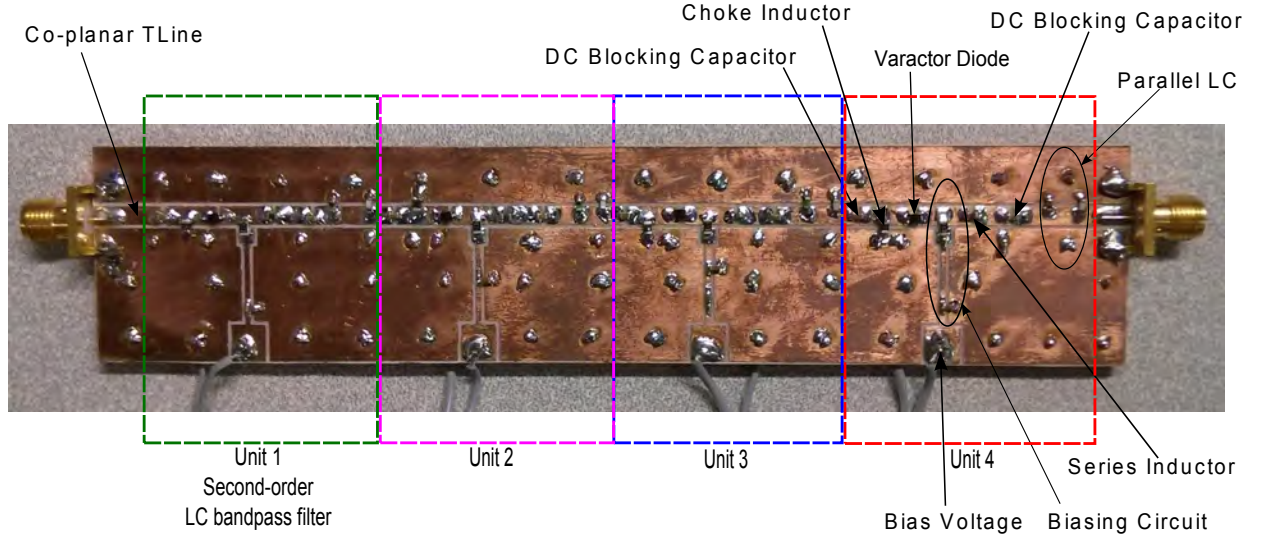 Choke Inductor
DC Blocking Capacitor
Co-planar TLine
DC Blocking Capacitor
Varactor Diode
Parallel LC
Unit 1
Second-order
LC bandpass filter
Unit 2
Unit 3
Unit 4
Series Inductor
Bias Voltage
Biasing Circuit